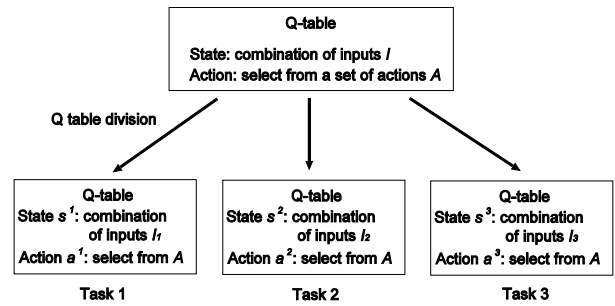 Q-table
State: combination of inputs I
Action: select from a set of actions A
Q table division
Q-table
State s¹: combination
of inputs I₁
Action a¹: select from A
Task 1
Q-table
State s²: combination
of inputs I₂
Action a²: select from A
Task 2
Q-table
State s³: combination
of inputs I₃
Action a³: select from A
Task 3